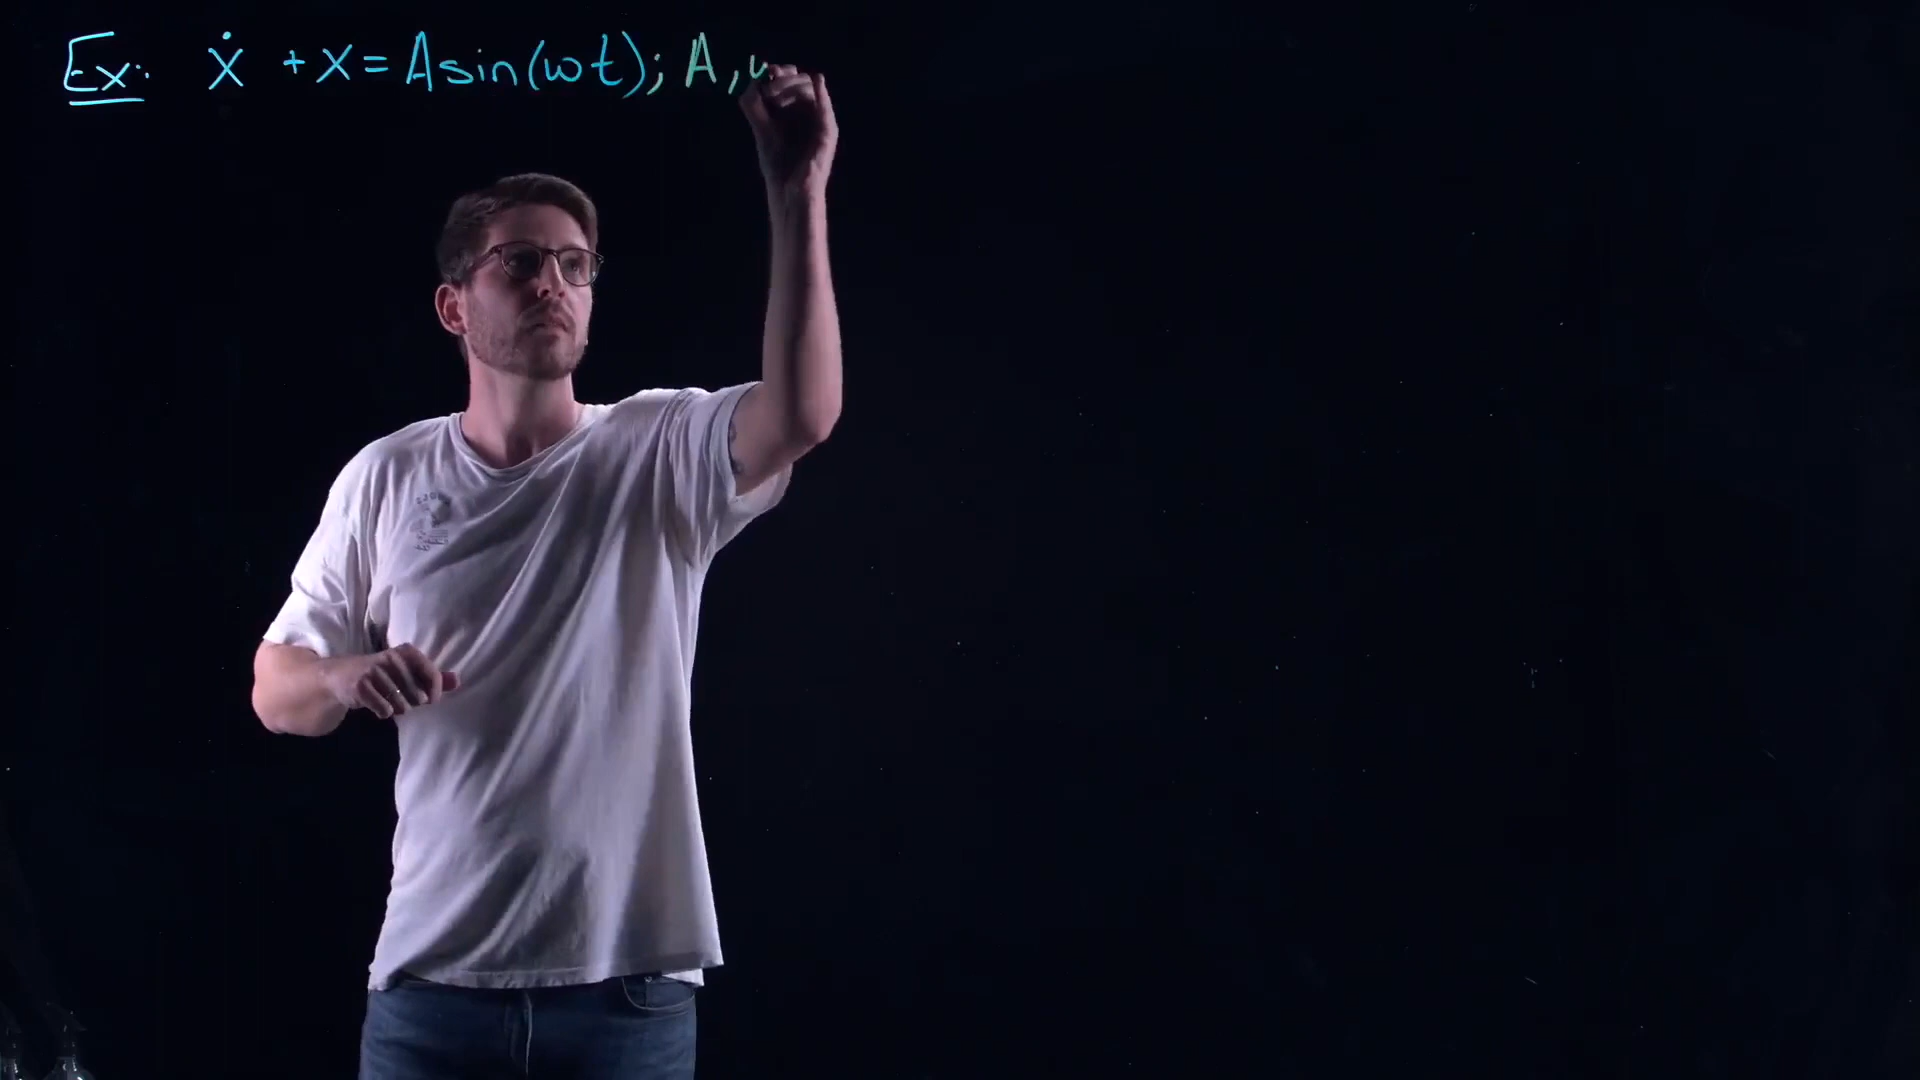 Ex: ẋ + x = A sin(ωt); A,